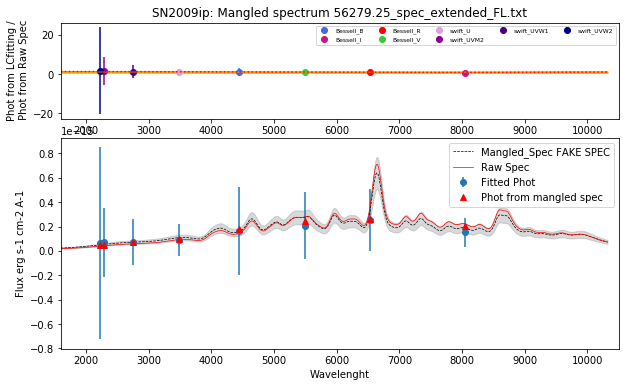 SN2009ip: Mangled spectrum 56279.25_spec_extended_FL.txt
Phot from LCfitting /
Phot from Raw Spec
20
0
−20
Bessell_B
Bessell_R
swift_U
swift_UVW1
swift_UVW2
Bessell_I
Bessell_V
swift_UVM2
2000 3000 4000 5000 6000 7000 8000 9000 10000
1e−15
Flux erg s-1 cm-2 A-1
0.8
0.6
0.4
0.2
0.0
−0.2
−0.4
−0.6
−0.8
Mangled_Spec FAKE SPEC
Raw Spec
Fitted Phot
Phot from mangled spec
2000 3000 4000 5000 6000 7000 8000 9000 10000
Wavelenght